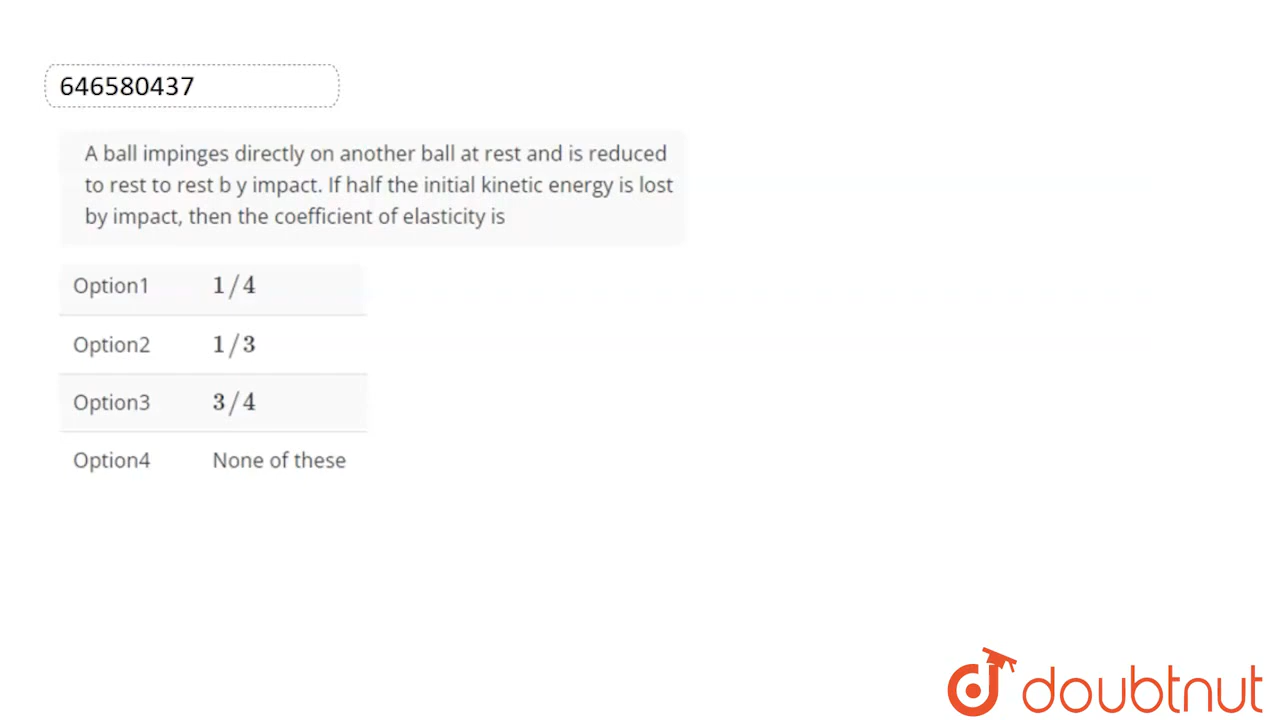 646580437
A ball impinges directly on another ball at rest and is reduced
to rest to rest b y impact. If half the initial kinetic energy is lost
by impact, then the coefficient of elasticity is
Option1 1/4
Option2 1/3
Option3 3/4
Option4 None of these
doubtnut